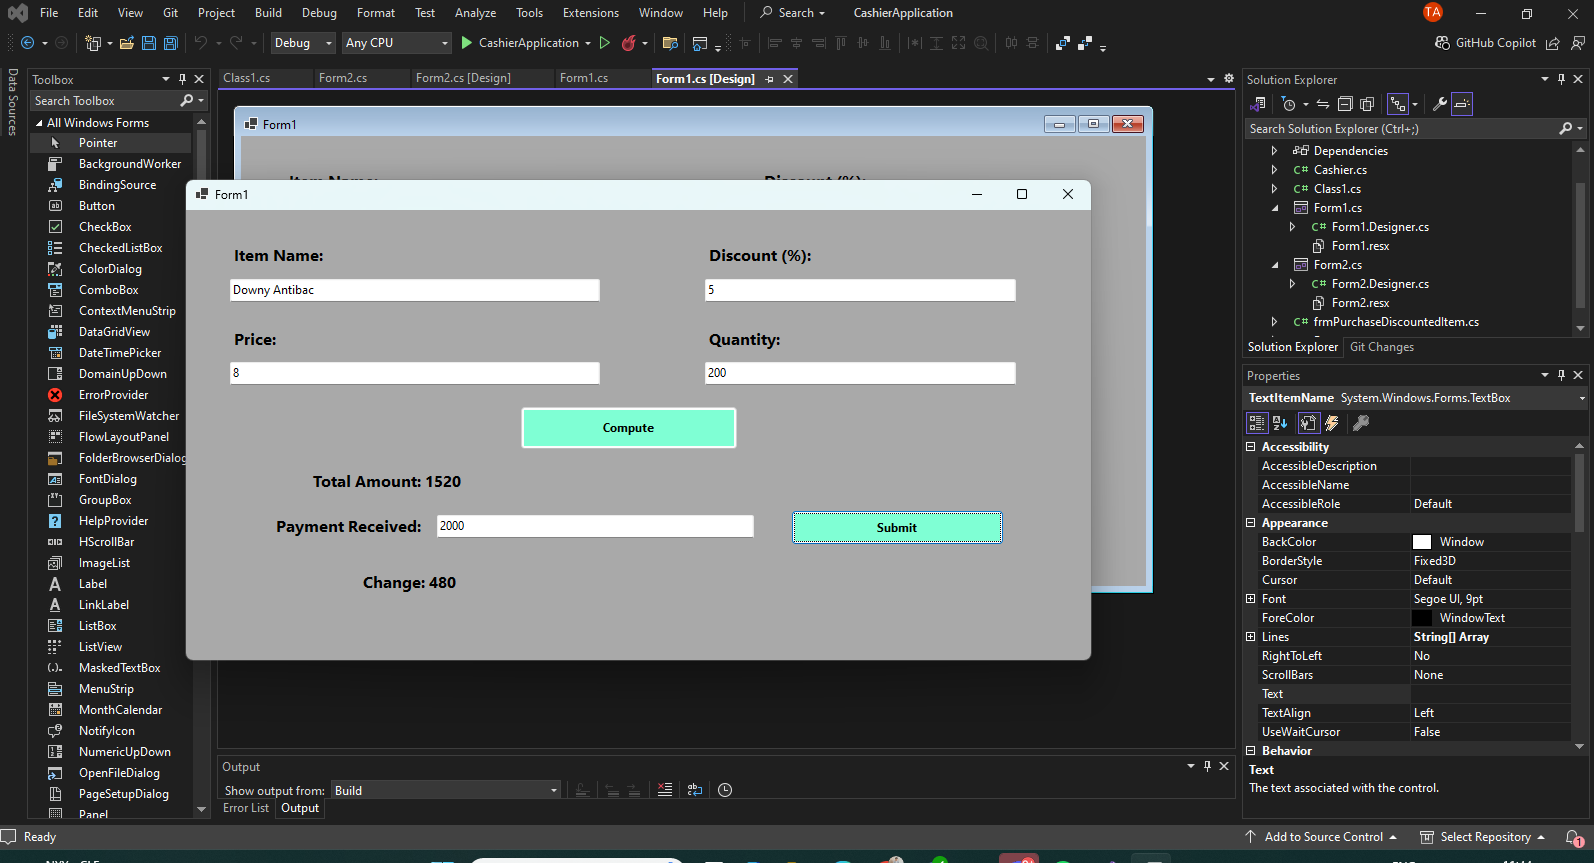 File Edit View Git Project Build Debug Format Test Analyze Tools Extensions Window Help Search CashierApplication TA
Debug Any CPU CashierApplication GitHub Copilot
Data Sources
Toolbox
Search Toolbox
All Windows Forms
Pointer
BackgroundWorker
BindingSource
Button
CheckBox
CheckedListBox
ColorDialog
ComboBox
ContextMenuStrip
DataGridView
DateTimePicker
DomainUpDown
ErrorProvider
FileSystemWatcher
FlowLayoutPanel
FolderBrowserDialog
FontDialog
GroupBox
HelpProvider
HScrollBar
ImageList
Label
LinkLabel
ListBox
ListView
MaskedTextBox
MenuStrip
MonthCalendar
NotifyIcon
NumericUpDown
OpenFileDialog
PageSetupDialog
Panel
Class1.cs Form2.cs Form2.cs [Design] Form1.cs Form1.cs [Design]
Form1
Item Name: Discount (%):
Form1
Item Name: Discount (%):
Downy Antibac 5
Price: Quantity:
8 200
Compute
Total Amount: 1520
Payment Received: 2000 Submit
Change: 480
Output
Show output from: Build
Error List Output
Solution Explorer
Search Solution Explorer (Ctrl+;)
Dependencies
C# Cashier.cs
C# Class1.cs
Form1.cs
C# Form1.Designer.cs
Form1.resx
Form2.cs
C# Form2.Designer.cs
Form2.resx
C# frmPurchaseDiscountedItem.cs
Solution Explorer Git Changes
Properties
TextItemName System.Windows.Forms.TextBox
Accessibility
AccessibleDescription
AccessibleName
AccessibleRole Default
Appearance
BackColor Window
BorderStyle Fixed3D
Cursor Default
Font Segoe UI, 9pt
ForeColor WindowText
Lines String[] Array
RightToLeft No
ScrollBars None
Text
TextAlign Left
UseWaitCursor False
Behavior
Text
The text associated with the control.
Ready Add to Source Control Select Repository 1